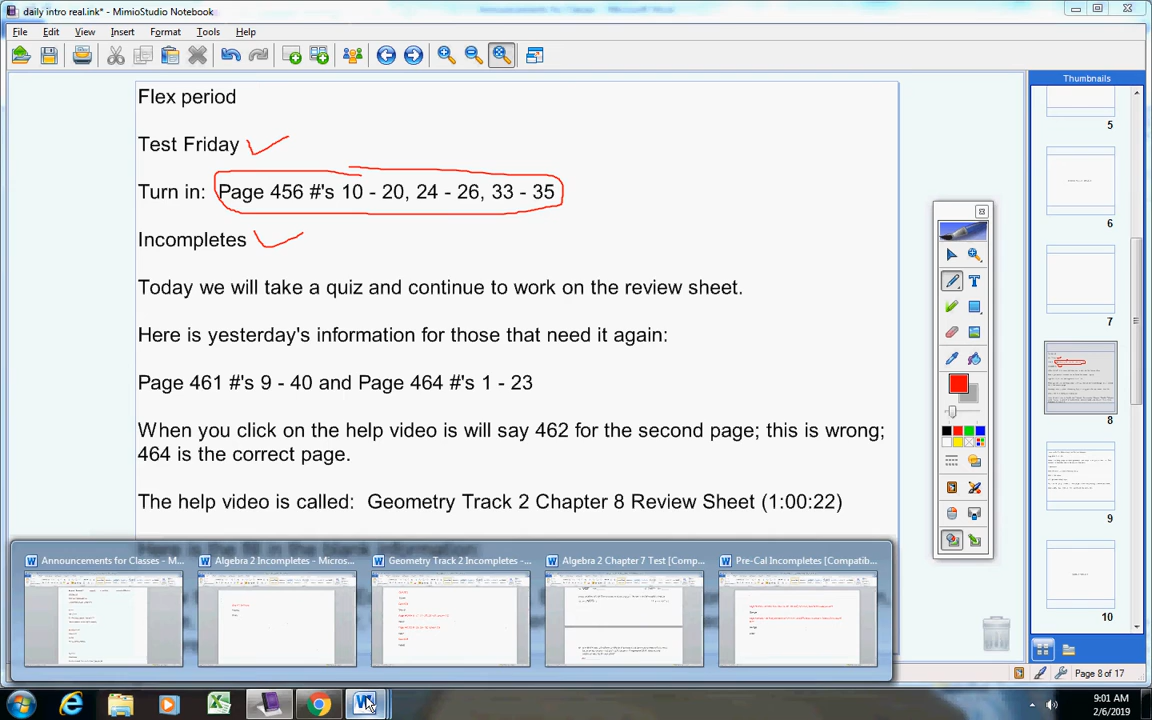 daily intro real.ink* - MimioStudio Notebook
File Edit View Insert Format Tools Help
Thumbnails
Flex period
Test Friday
Turn in: Page 456 #'s 10 - 20, 24 - 26, 33 - 35
Incompletes
Today we will take a quiz and continue to work on the review sheet.
Here is yesterday's information for those that need it again:
Page 461 #'s 9 - 40 and Page 464 #'s 1 - 23
When you click on the help video is will say 462 for the second page; this is wrong;
464 is the correct page.
The help video is called: Geometry Track 2 Chapter 8 Review Sheet (1:00:22)
5
6
7
8
9
10
Announcements for Classes - M...
Algebra 2 Incompletes - Micros...
Geometry Track 2 Incompletes -...
Algebra 2 Chapter 7 Test [Comp...
Pre-Cal Incompletes [Compatib...
Page 8 of 17
9:01 AM
2/6/2019